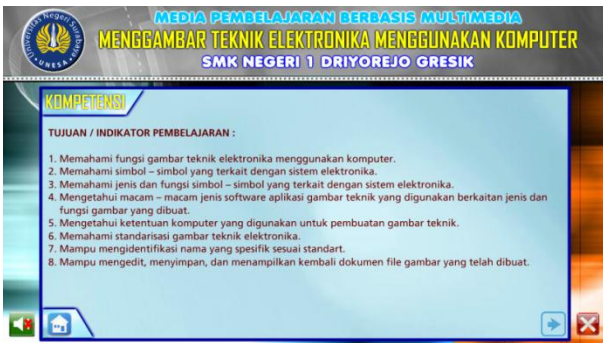 MEDIA PEMBELAJARAN BERBASIS MULTIMEDIA
MENGGAMBAR TEKNIK ELEKTRONIKA MENGGUNAKAN KOMPUTER
SMK NEGERI 1 DRIYOREJO GRESIK
Universitas Negeri Surabaya
UNESA
KOMPETENSI
TUJUAN / INDIKATOR PEMBELAJARAN :
1. Memahami fungsi gambar teknik elektronika menggunakan komputer.
2. Memahami simbol – simbol yang terkait dengan sistem elektronika.
3. Memahami jenis dan fungsi simbol – simbol yang terkait dengan sistem elektronika.
4. Mengetahui macam – macam jenis software aplikasi gambar teknik yang digunakan berkaitan jenis dan
fungsi gambar yang dibuat.
5. Mengetahui ketentuan komputer yang digunakan untuk pembuatan gambar teknik.
6. Memahami standarisasi gambar teknik elektronika.
7. Mampu mengidentifikasi nama yang spesifik sesuai standart.
8. Mampu mengedit, menyimpan, dan menampilkan kembali dokumen file gambar yang telah dibuat.